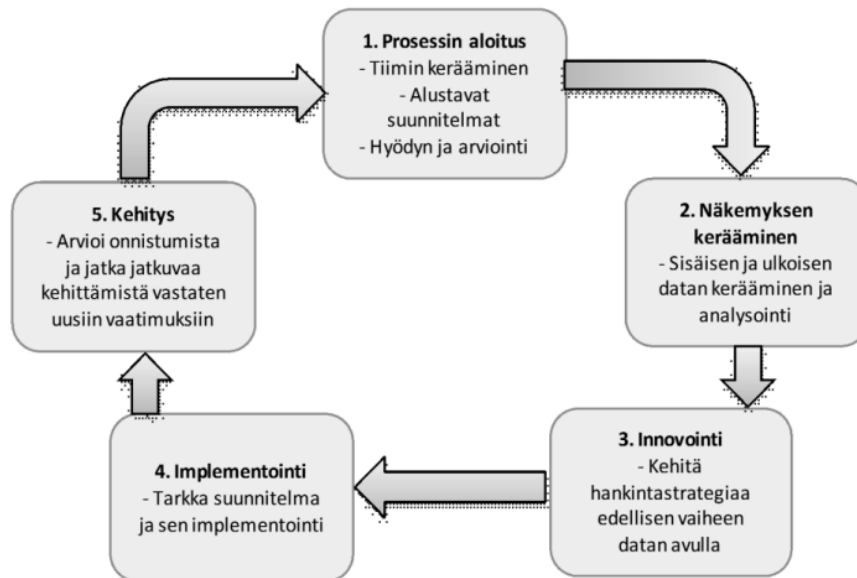 1. Prosessin aloitus
- Tiimin kerääminen
- Alustavat
suunnitelmat
- Hyödyn ja arviointi
2. Näkemyksen
kerääminen
- Sisäisen ja ulkoisen
datan kerääminen ja
analysointi
3. Innovointi
- Kehitä
hankintastrategiaa
edellisen vaiheen
datan avulla
4. Implementointi
- Tarkka suunnitelma
ja sen implementointi
5. Kehitys
- Arvioi onnistumista
ja jatka jatkuvaa
kehittämistä vastaten
uusiin vaatimuksiin